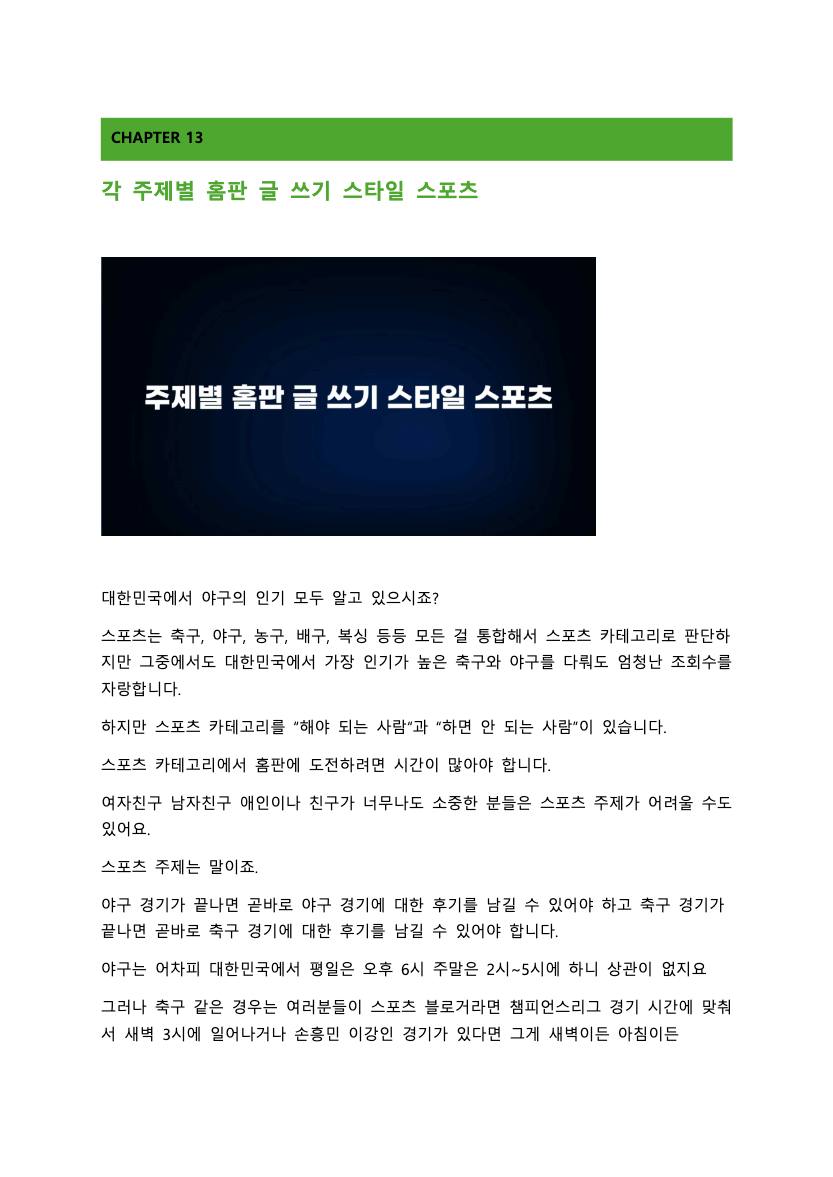 CHAPTER 13
각 주제별 홈판 글 쓰기 스타일 스포츠
주제별 홈판 글 쓰기 스타일 스포츠
대한민국에서 야구의 인기 모두 알고 있으시죠?
스포츠는 축구, 야구, 농구, 배구, 복싱 등등 모든 걸 통합해서 스포츠 카테고리로 판단하
지만 그중에서도 대한민국에서 가장 인기가 높은 축구와 야구를 다뤄도 엄청난 조회수를
자랑합니다.
하지만 스포츠 카테고리를 “해야 되는 사람“과 “하면 안 되는 사람“이 있습니다.
스포츠 카테고리에서 홈판에 도전하려면 시간이 많아야 합니다.
여자친구 남자친구 애인이나 친구가 너무나도 소중한 분들은 스포츠 주제가 어려울 수도
있어요.
스포츠 주제는 말이죠.
야구 경기가 끝나면 곧바로 야구 경기에 대한 후기를 남길 수 있어야 하고 축구 경기가
끝나면 곧바로 축구 경기에 대한 후기를 남길 수 있어야 합니다.
야구는 어차피 대한민국에서 평일은 오후 6시 주말은 2시~5시에 하니 상관이 없지요
그러나 축구 같은 경우는 여러분들이 스포츠 블로거라면 챔피언스리그 경기 시간에 맞춰
서 새벽 3시에 일어나거나 손흥민 이강인 경기가 있다면 그게 새벽이든 아침이든